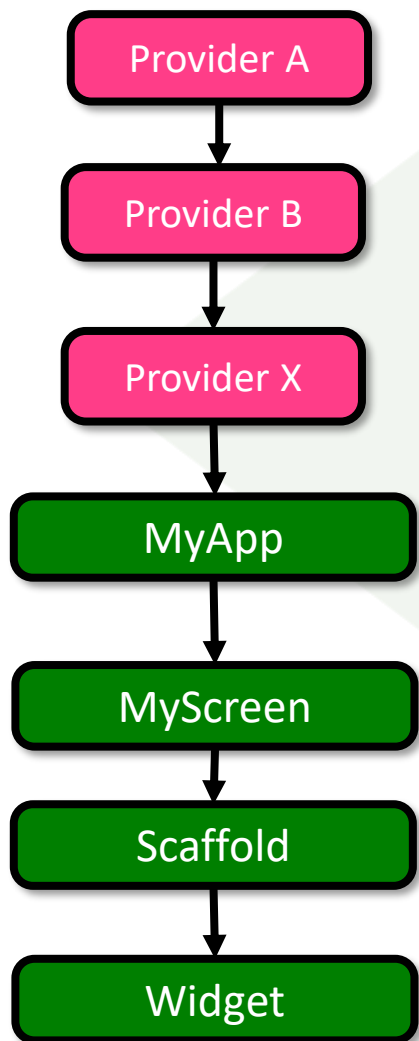 Provider A
Provider B
Provider X
MyApp
MyScreen
Scaffold
Widget